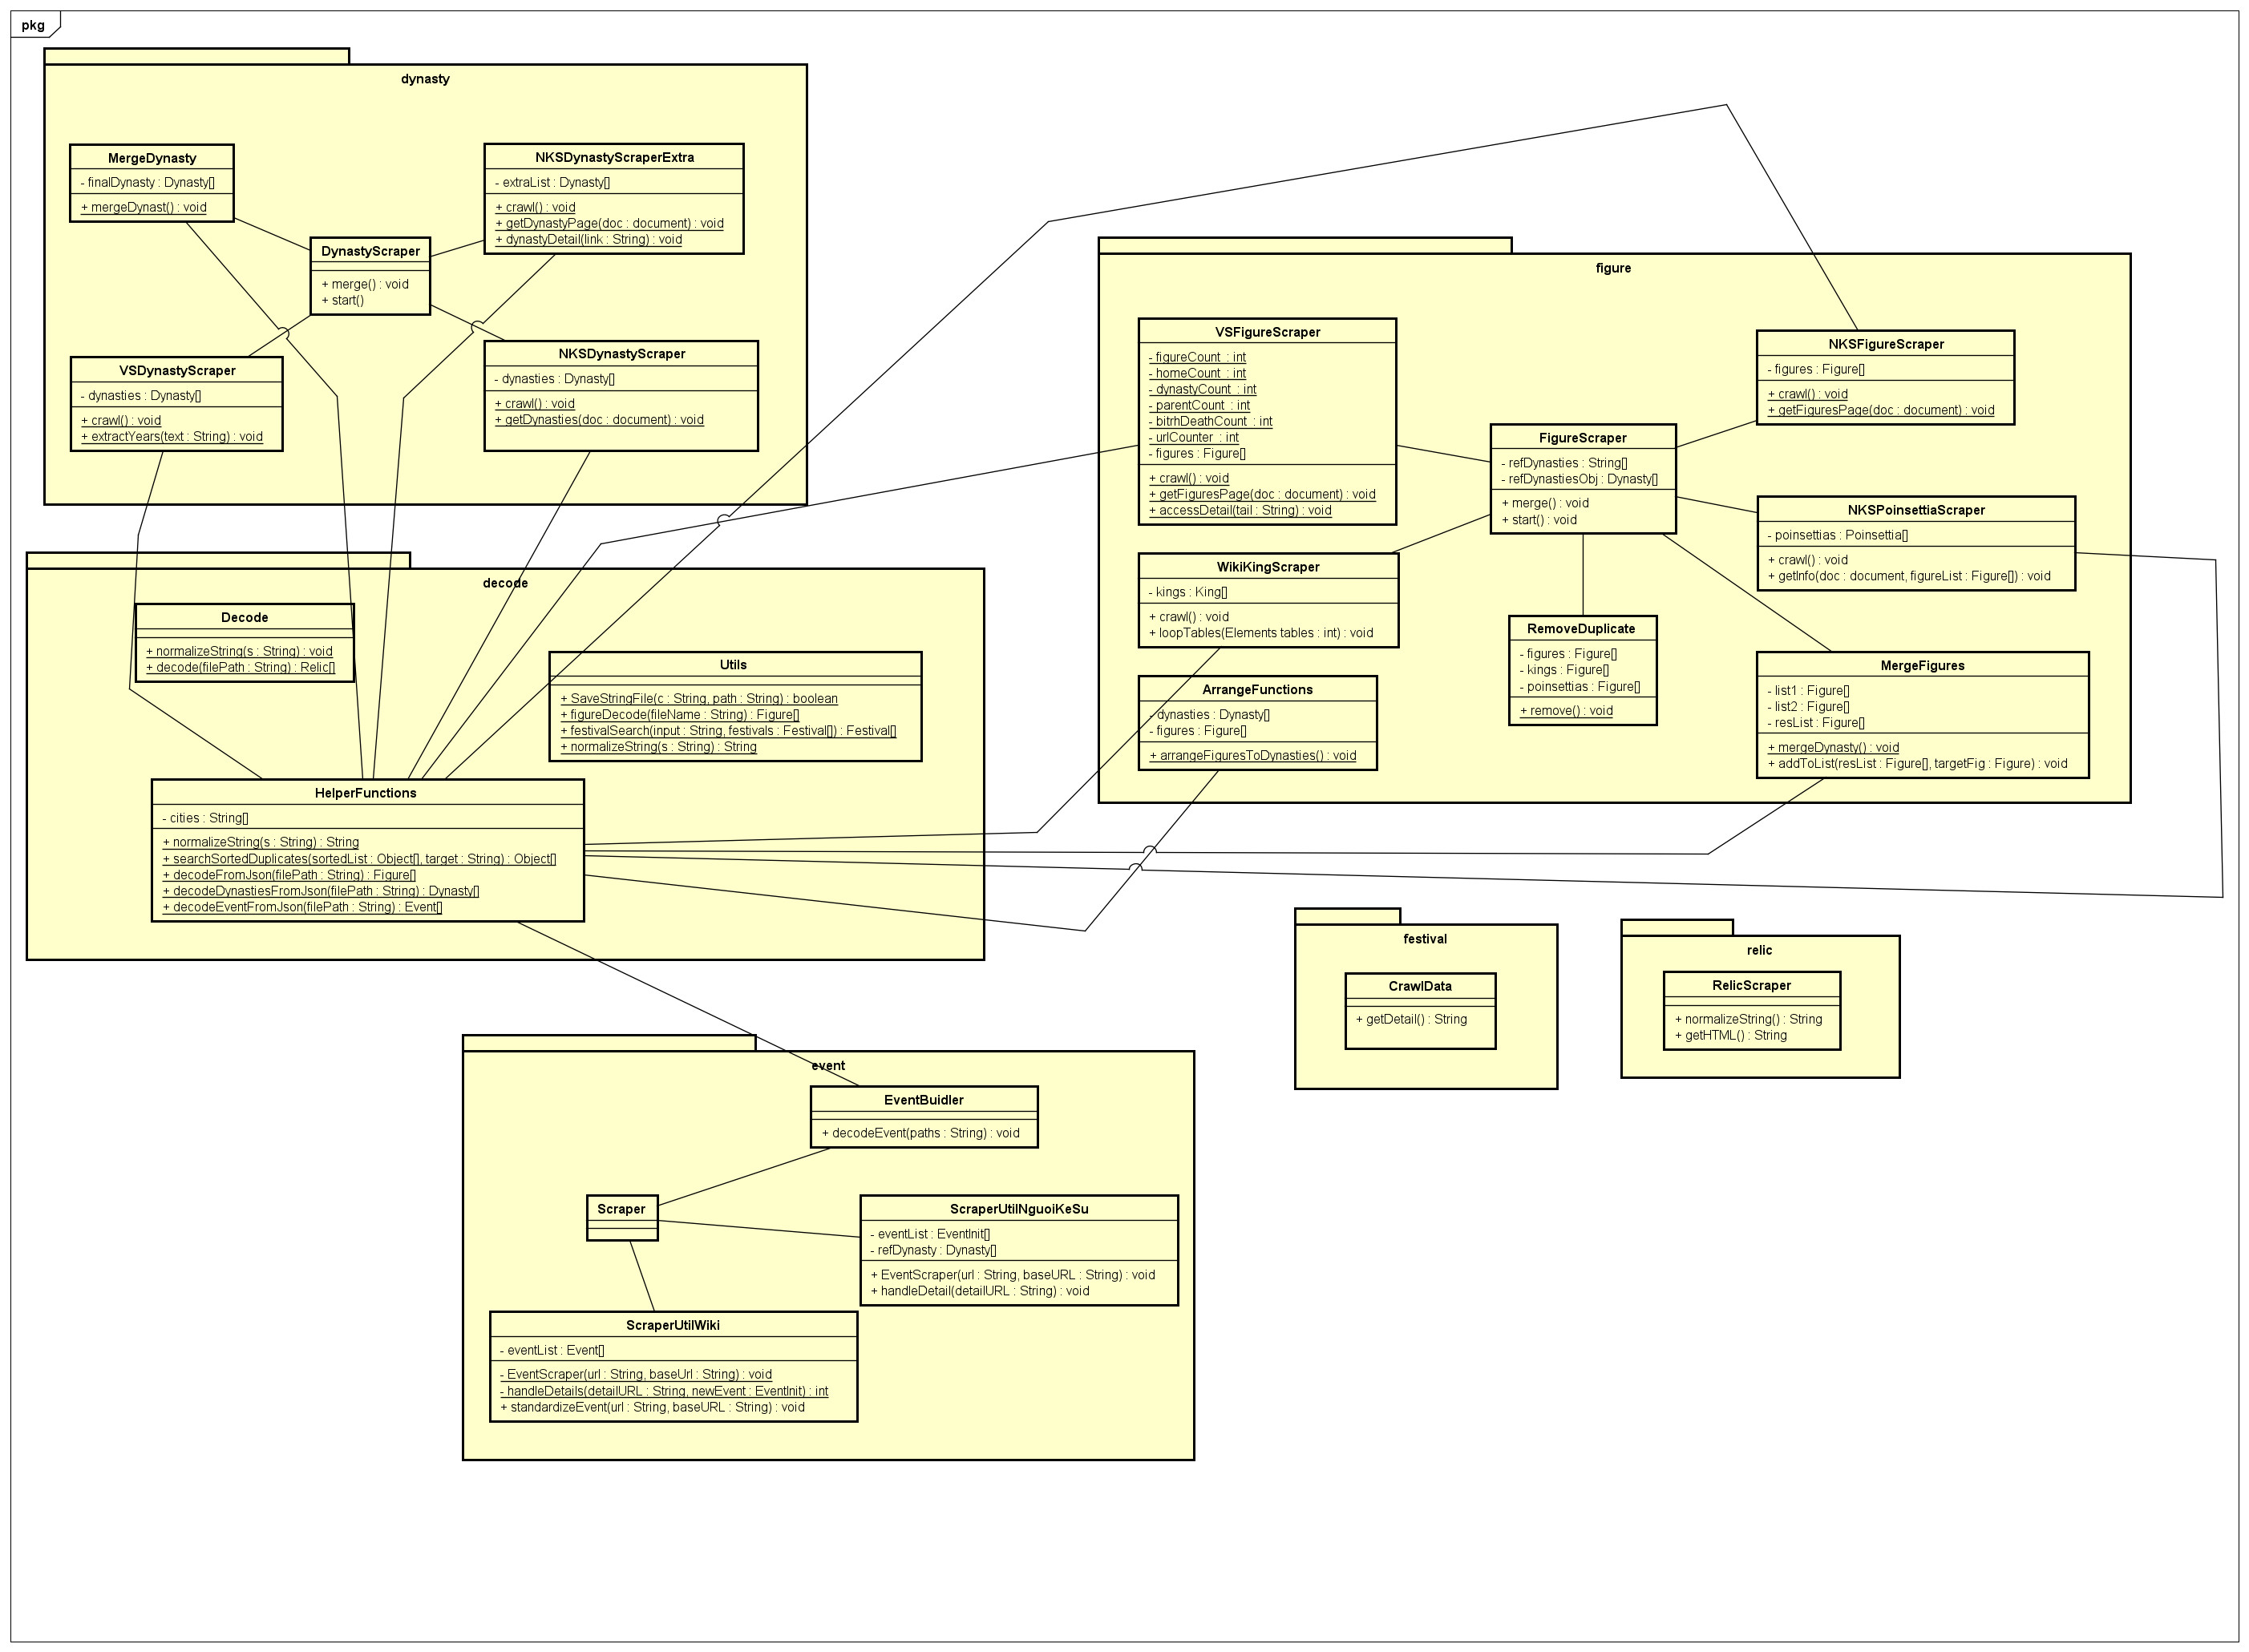 pkg
dynasty
MergeDynasty
- finalDynasty : Dynasty[]
+ mergeDynast() : void
NKSDynastyScraperExtra
- extraList : Dynasty[]
+ crawl() : void
+ getDynastyPage(doc : document) : void
+ dynastyDetail(link : String) : void
DynastyScraper
+ merge() : void
+ start()
VSDynastyScraper
- dynasties : Dynasty[]
+ crawl() : void
+ extractYears(text : String) : void
NKSDynastyScraper
- dynasties : Dynasty[]
+ crawl() : void
+ getDynasties(doc : document) : void
figure
VSFigureScraper
- figureCount : int
- homeCount : int
- dynastyCount : int
- parentCount : int
- bitrhDeathCount : int
- urlCounter : int
- figures : Figure[]
+ crawl() : void
+ getFiguresPage(doc : document) : void
+ accessDetail(tail : String) : void
NKSFigureScraper
- figures : Figure[]
+ crawl() : void
+ getFiguresPage(doc : document) : void
FigureScraper
- refDynasties : String[]
- refDynastiesObj : Dynasty[]
+ merge() : void
+ start() : void
NKSPoinsettiaScraper
- poinsettias : Poinsettia[]
+ crawl() : void
+ getInfo(doc : document, figureList : Figure[]) : void
WikiKingScraper
- kings : King[]
+ crawl() : void
+ loopTables(Elements tables : int) : void
RemoveDuplicate
- figures : Figure[]
- kings : Figure[]
- poinsettias : Figure[]
+ remove() : void
MergeFigures
- list1 : Figure[]
- list2 : Figure[]
- resList : Figure[]
+ mergeDynasty() : void
+ addToList(resList : Figure[], targetFig : Figure) : void
ArrangeFunctions
- dynasties : Dynasty[]
- figures : Figure[]
+ arrangeFiguresToDynasties() : void
decode
Decode
+ normalizeString(s : String) : void
+ decode(filePath : String) : Relic[]
Utils
+ SaveStringFile(c : String, path : String) : boolean
+ figureDecode(fileName : String) : Figure[]
+ festivalSearch(input : String, festivals : Festival[]) : Festival[]
+ normalizeString(s : String) : String
HelperFunctions
- cities : String[]
+ normalizeString(s : String) : String
+ searchSortedDuplicates(sortedList : Object[], target : String) : Object[]
+ decodeFromJson(filePath : String) : Figure[]
+ decodeDynastiesFromJson(filePath : String) : Dynasty[]
+ decodeEventFromJson(filePath : String) : Event[]
festival
CrawlData
+ getDetail() : String
relic
RelicScraper
+ normalizeString() : String
+ getHTML() : String
event
EventBuidler
+ decodeEvent(paths : String) : void
Scraper
ScraperUtilNguoiKeSu
- eventList : EventInit[]
- refDynasty : Dynasty[]
+ EventScraper(url : String, baseURL : String) : void
+ handleDetail(detailURL : String) : void
ScraperUtilWiki
- eventList : Event[]
- EventScraper(url : String, baseUrl : String) : void
- handleDetails(detailURL : String, newEvent : EventInit) : int
+ standardizeEvent(url : String, baseURL : String) : void